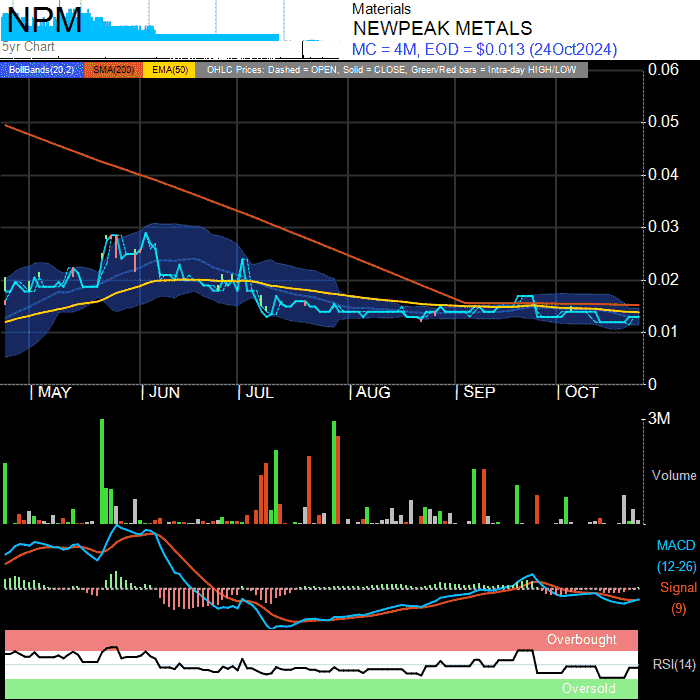 NPM
5yr Chart
Materials
NEWPEAK METALS
MC = 4M, EOD = $0.013 (24Oct2024)
BollBands(20,2) SMA(200) EMA(50) OHLC Prices: Dashed = OPEN, Solid = CLOSE, Green/Red bars = Intra-day HIGH/LOW
0.06
0.05
0.04
0.03
0.02
0.01
0
MAY JUN JUL AUG SEP OCT
3M
Volume
MACD
(12-26)
Signal
(9)
Overbought
RSI(14)
Oversold